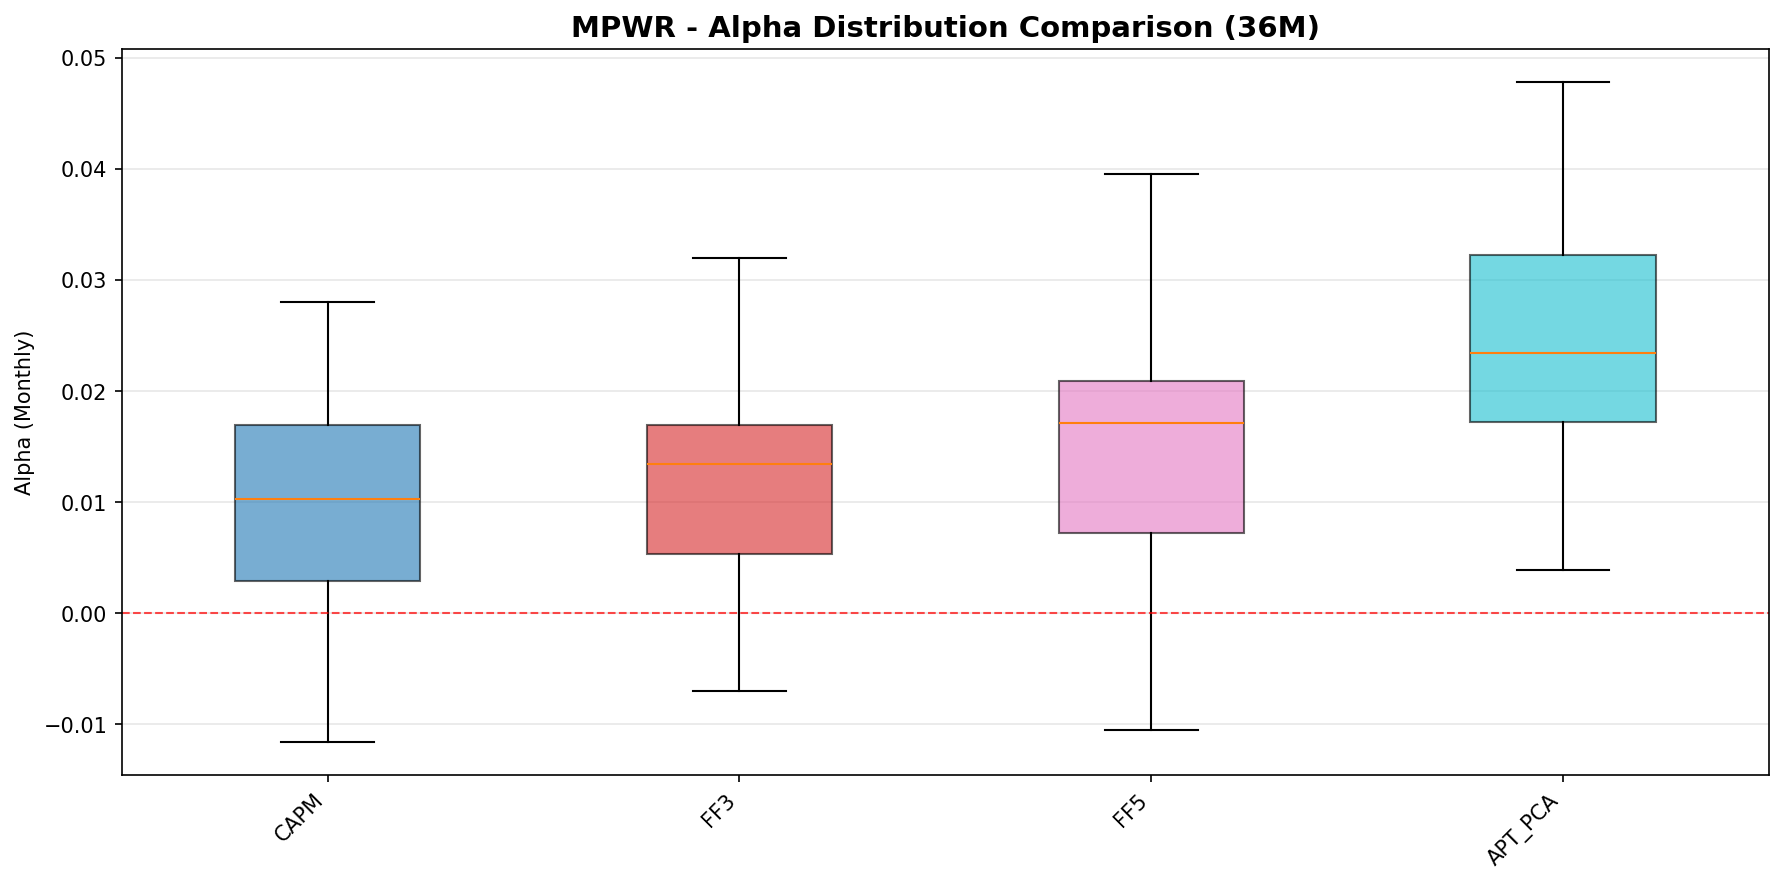 MPWR - Alpha Distribution Comparison (36M)
Alpha (Monthly)
0.05
0.04
0.03
0.02
0.01
0.00
−0.01
CAPM
FF3
FF5
APT_PCA